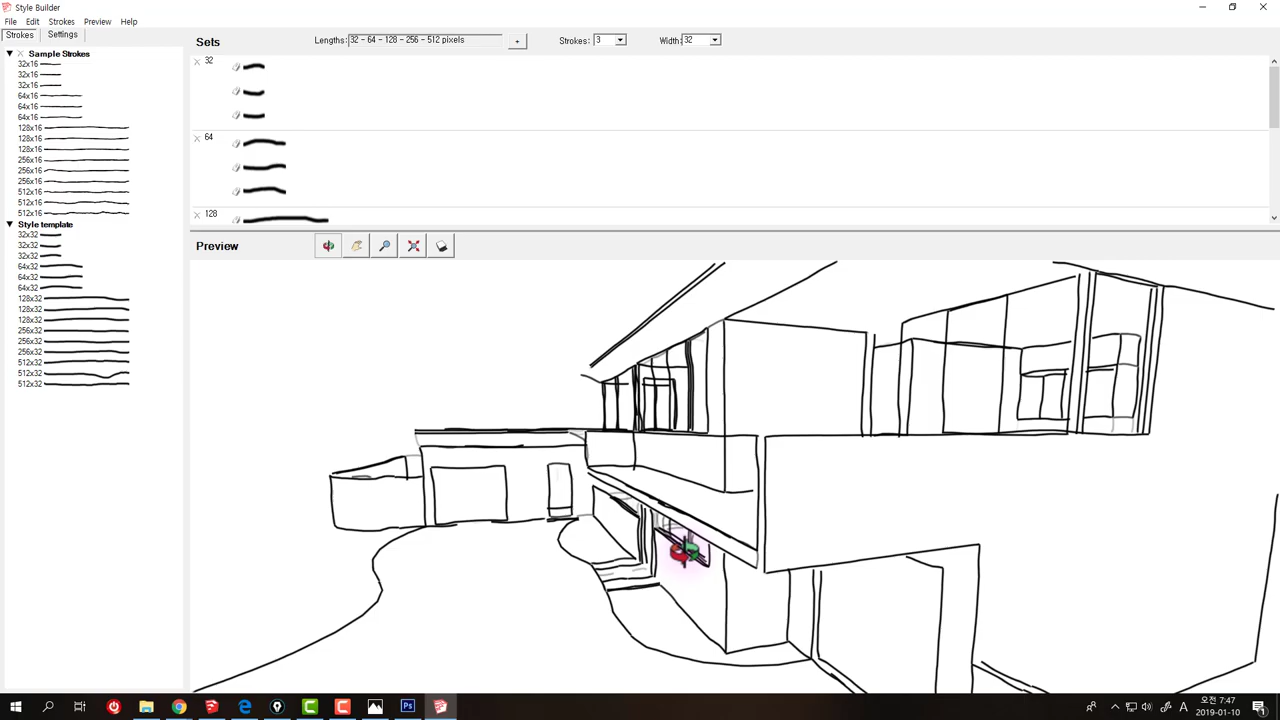 Style Builder
File Edit Strokes Preview Help
Strokes Settings
Sample Strokes
32x16
32x16
32x16
64x16
64x16
64x16
128x16
128x16
128x16
256x16
256x16
256x16
512x16
512x16
512x16
Style template
32x32
32x32
32x32
64x32
64x32
64x32
128x32
128x32
128x32
256x32
256x32
256x32
512x32
512x32
512x32
Sets Lengths: 32 - 64 - 128 - 256 - 512 pixels + Strokes: 3 Width: 32
32
64
128
Preview
Ps
A 오전 7:47
2019-01-10
1